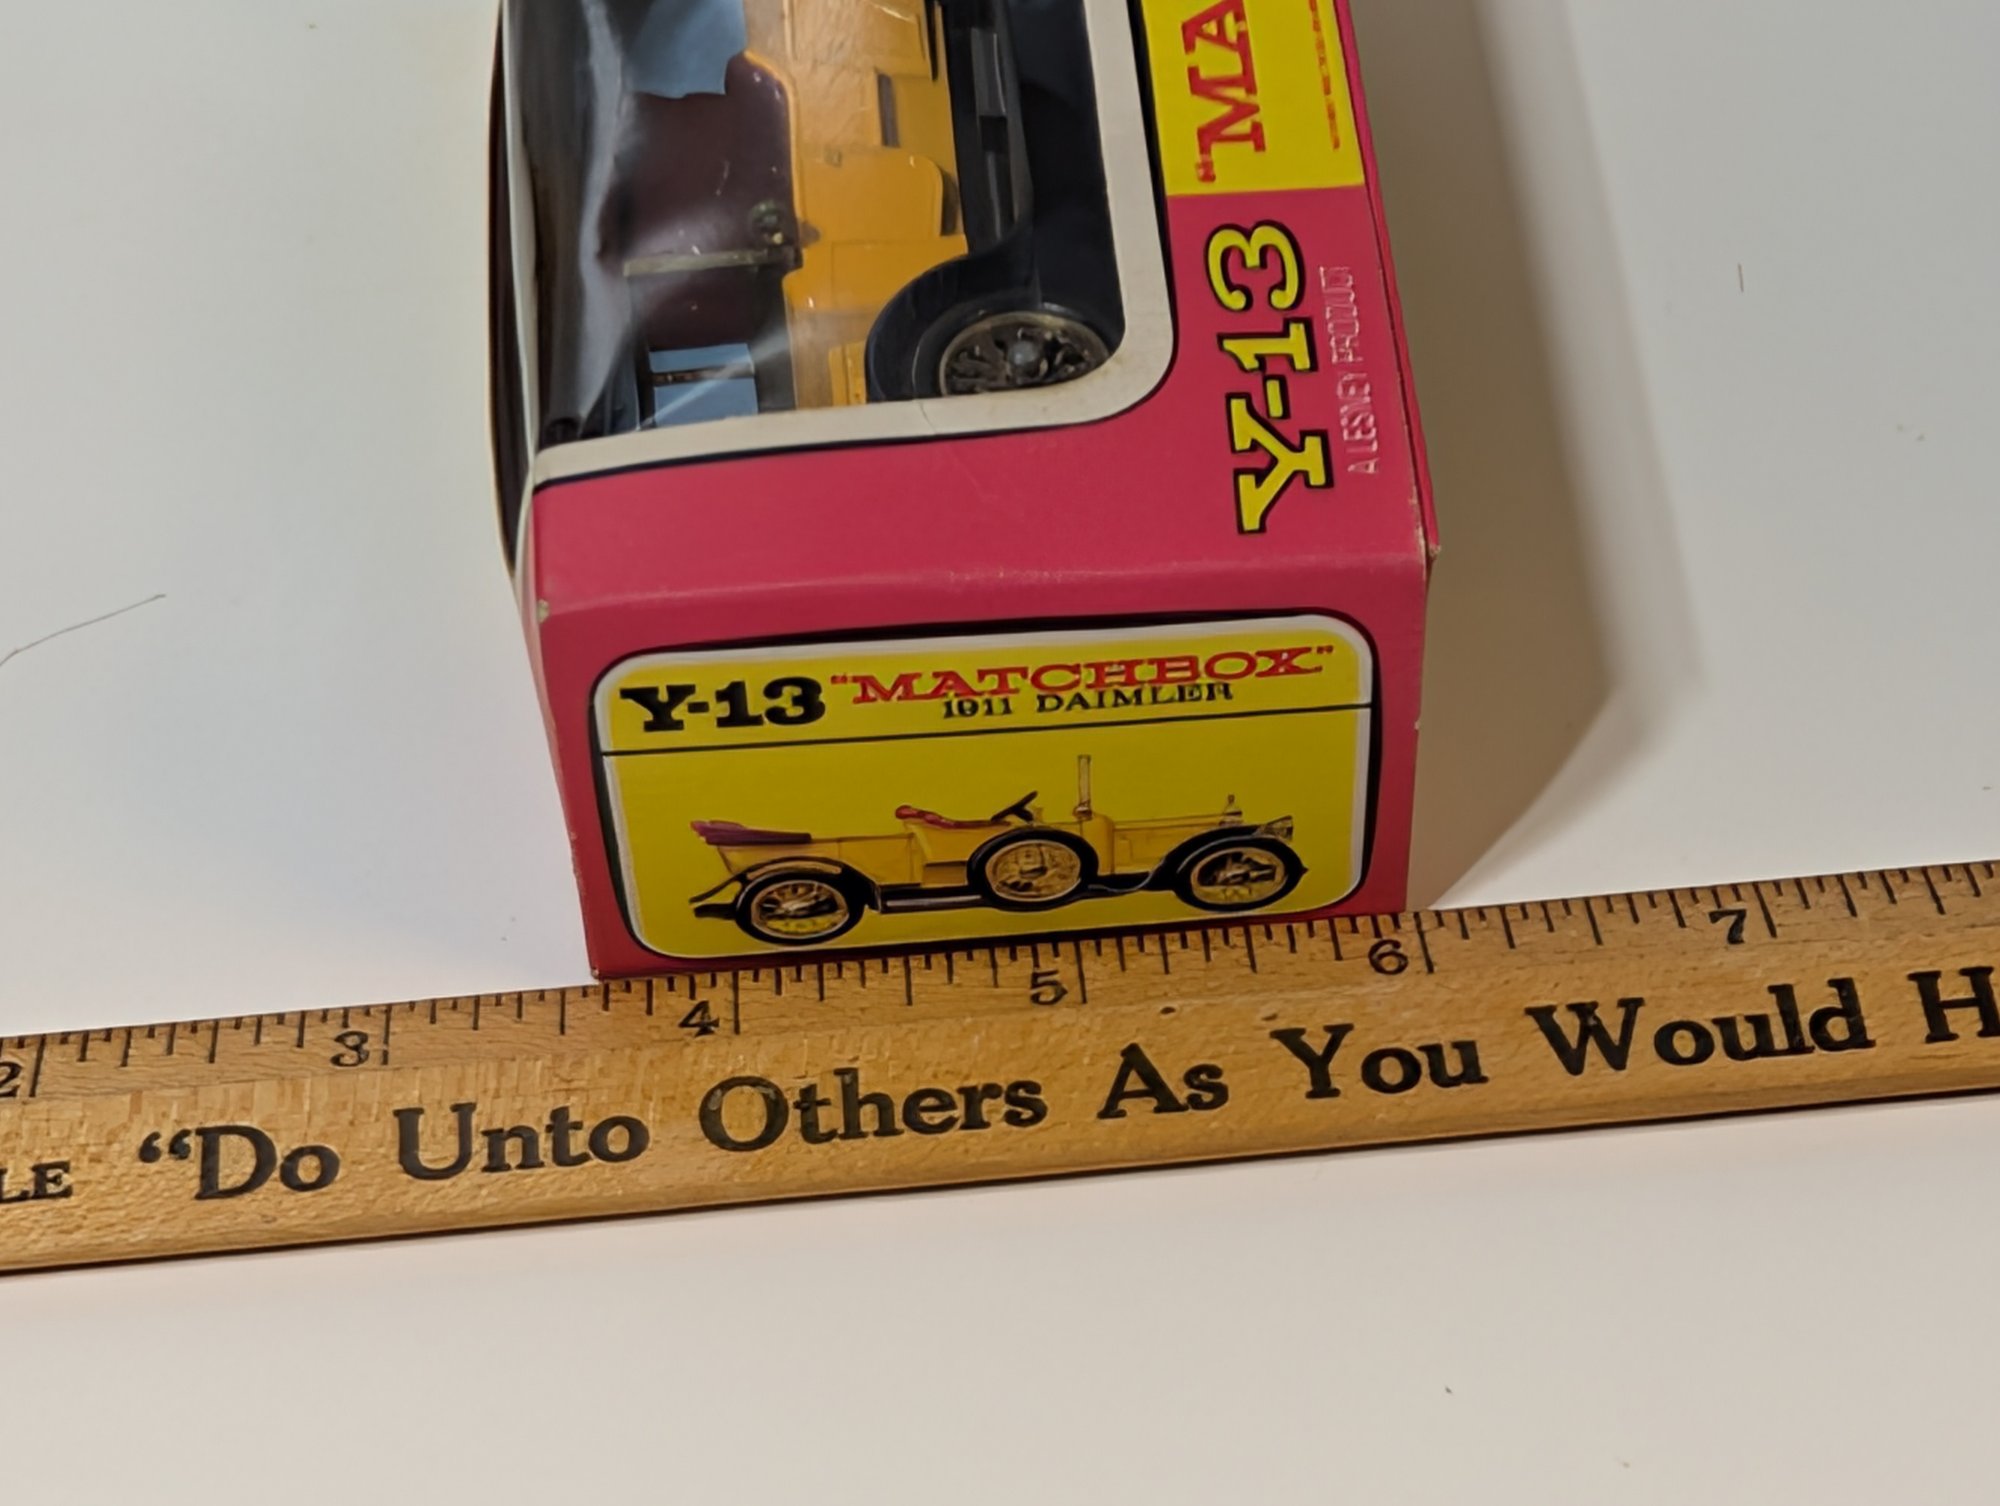 "MA
Y-13
A LESNEY PRODUCT
Y-13 "MATCHBOX"
1911 DAIMLER
2 3 4 5 6 7
LE "Do Unto Others As You Would H